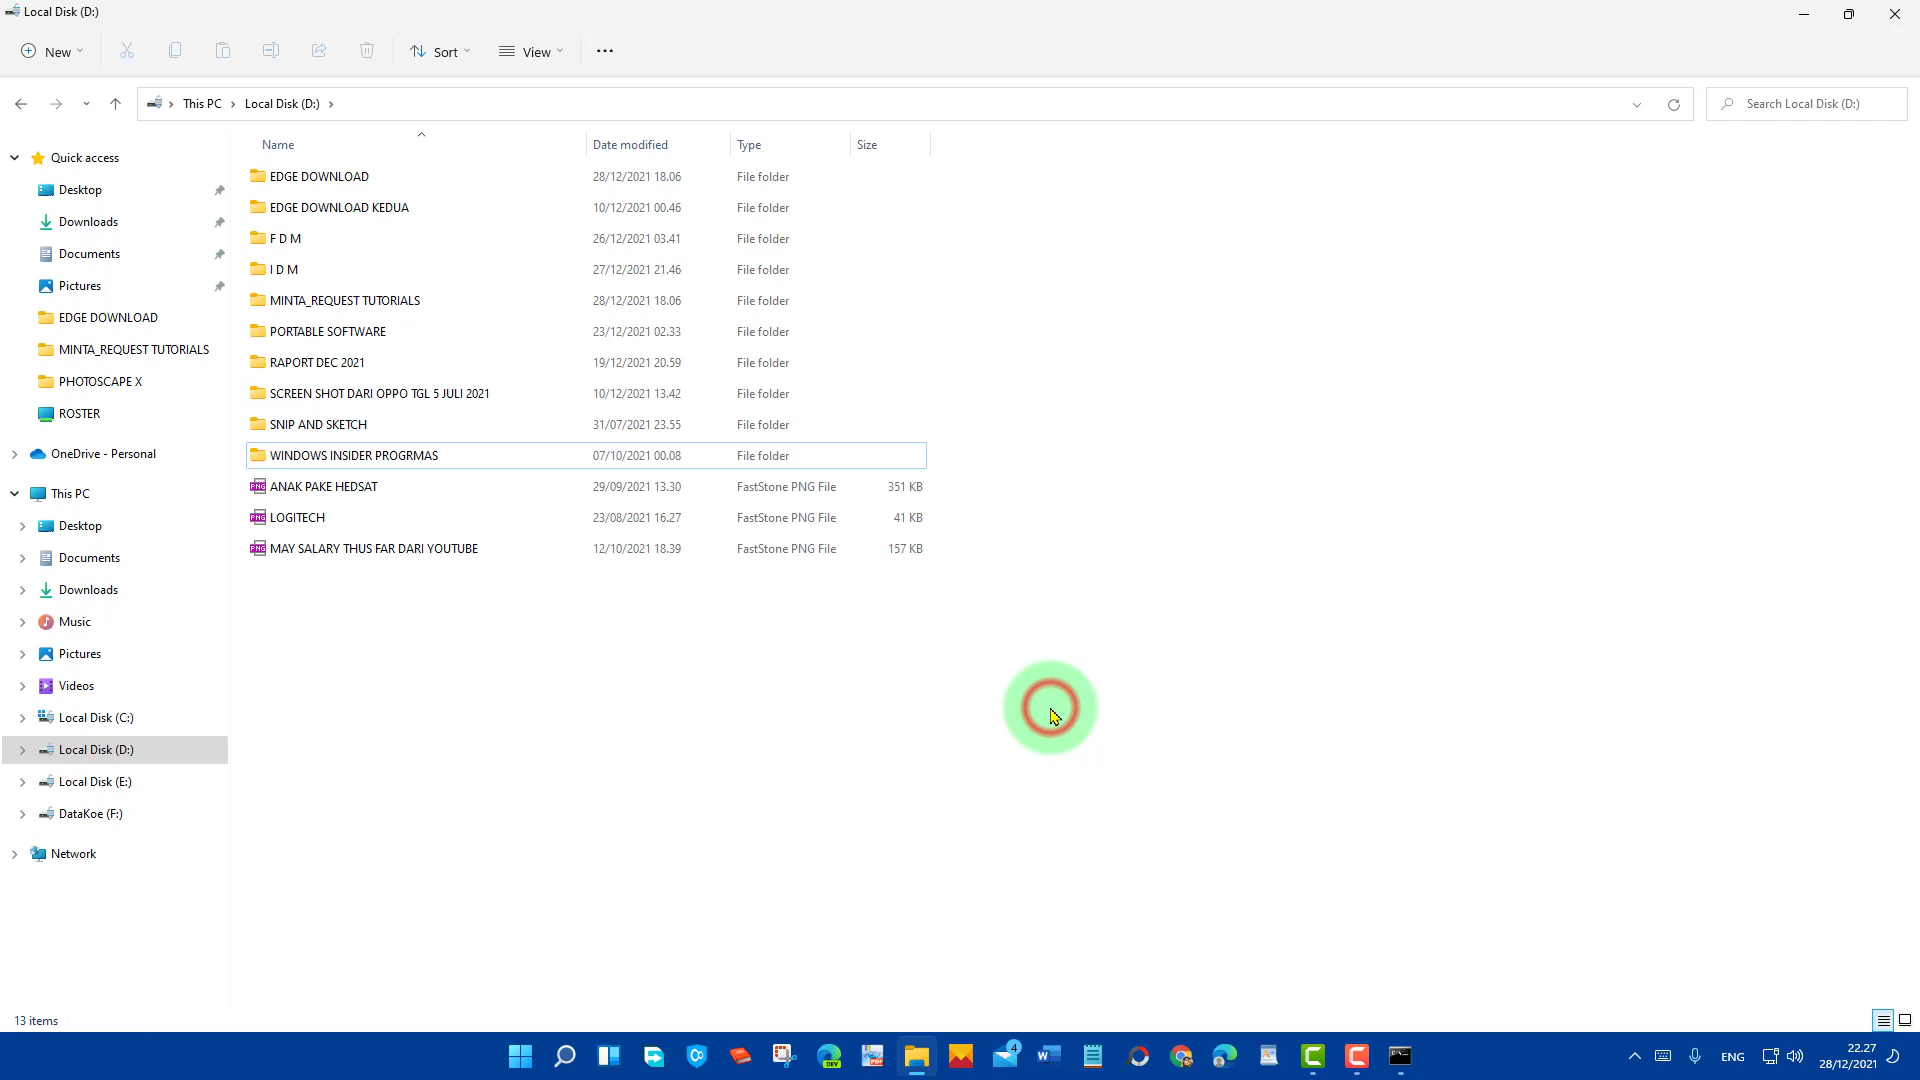 Local Disk (D:)
New
Sort
View
This PC
Local Disk (D:)
Search Local Disk (D:)
Name
Date modified
Type
Size
Quick access
Desktop
Downloads
Documents
Pictures
EDGE DOWNLOAD
MINTA_REQUEST TUTORIALS
PHOTOSCAPE X
ROSTER
OneDrive - Personal
This PC
Desktop
Documents
Downloads
Music
Pictures
Videos
Local Disk (C:)
Local Disk (D:)
Local Disk (E:)
DataKoe (F:)
Network
EDGE DOWNLOAD 28/12/2021 18.06 File folder
EDGE DOWNLOAD KEDUA 10/12/2021 00.46 File folder
F D M 26/12/2021 03.41 File folder
I D M 27/12/2021 21.46 File folder
MINTA_REQUEST TUTORIALS 28/12/2021 18.06 File folder
PORTABLE SOFTWARE 23/12/2021 02.33 File folder
RAPORT DEC 2021 19/12/2021 20.59 File folder
SCREEN SHOT DARI OPPO TGL 5 JULI 2021 10/12/2021 13.42 File folder
SNIP AND SKETCH 31/07/2021 23.55 File folder
WINDOWS INSIDER PROGRMAS 07/10/2021 00.08 File folder
PNG ANAK PAKE HEDSAT 29/09/2021 13.30 FastStone PNG File 351 KB
PNG LOGITECH 23/08/2021 16.27 FastStone PNG File 41 KB
PNG MAY SALARY THUS FAR DARI YOUTUBE 12/10/2021 18.39 FastStone PNG File 157 KB
13 items
DEV
PDF
4
ENG
22.27
28/12/2021